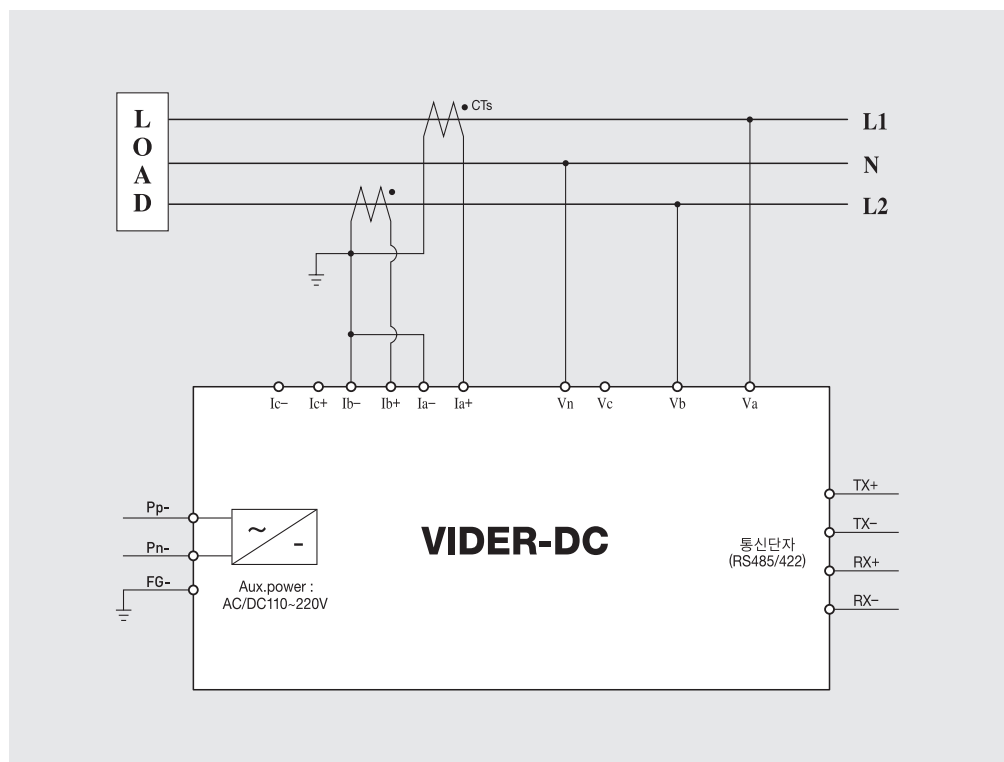 CTs
LOAD
L1
N
L2
Ic− Ic+ Ib− Ib+ Ia− Ia+ Vn Vc Vb Va
Pp-
Pn-
FG-
~
-
Aux.power :
AC/DC110~220V
VIDER-DC
통신단자
(RS485/422)
TX+
TX−
RX+
RX−